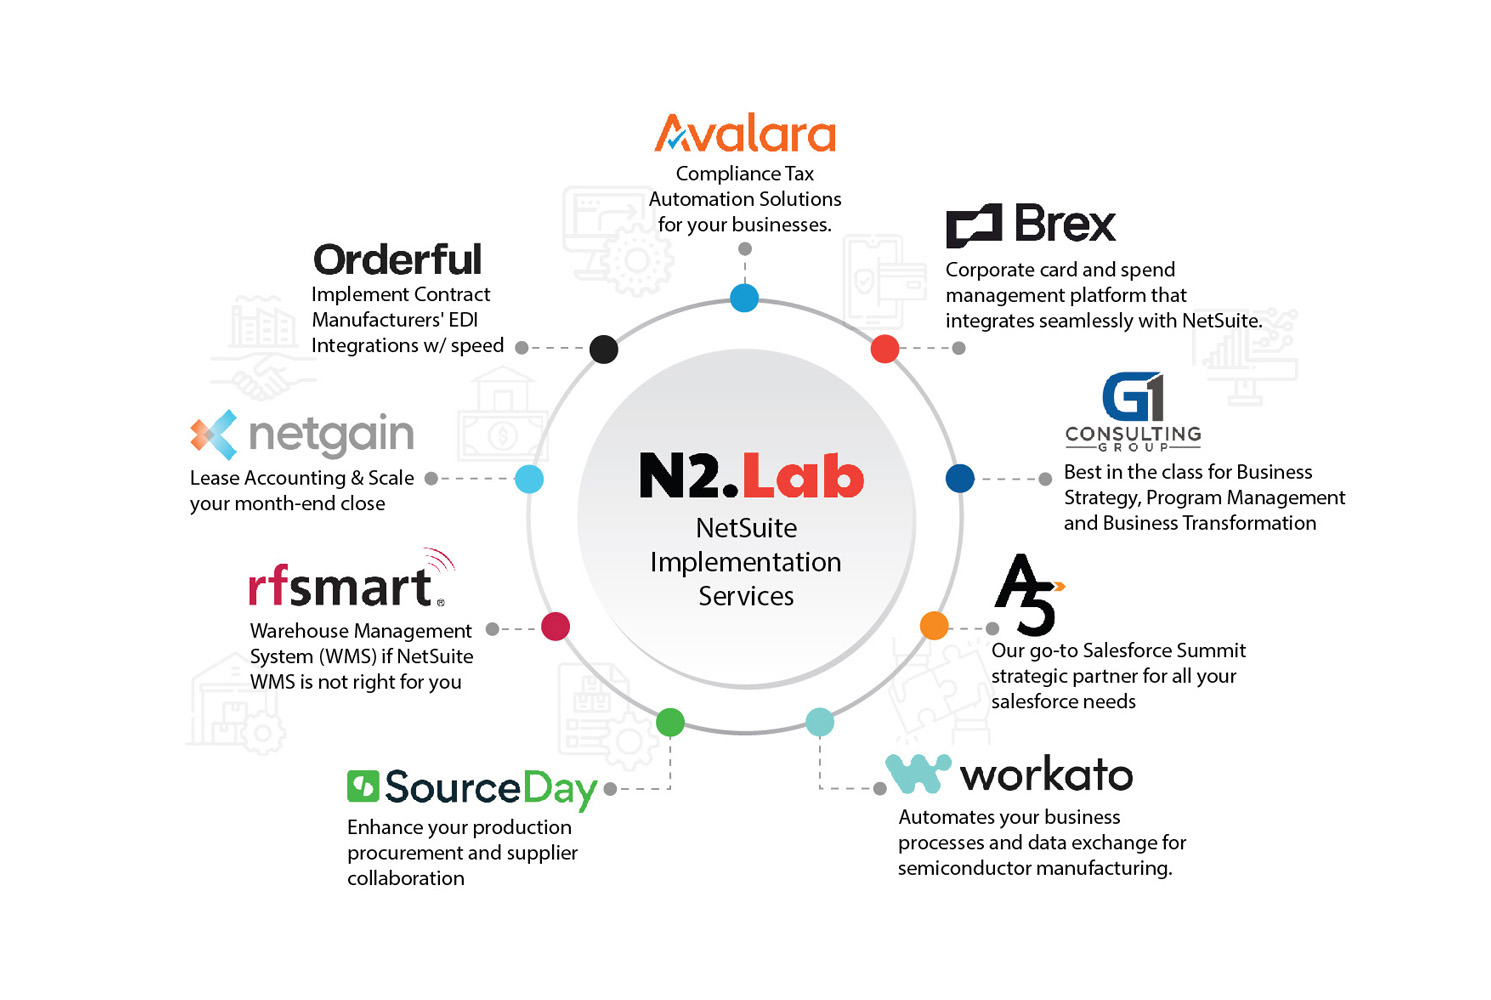 Avalara
Compliance Tax
Automation Solutions
for your businesses.
Brex
Corporate card and spend
management platform that
integrates seamlessly with NetSuite.
G1
CONSULTING
GROUP
Best in the class for Business
Strategy, Program Management
and Business Transformation
A5
Our go-to Salesforce Summit
strategic partner for all your
salesforce needs
workato
Automates your business
processes and data exchange for
semiconductor manufacturing.
SourceDay
Enhance your production
procurement and supplier
collaboration
rfsmart®
Warehouse Management
System (WMS) if NetSuite
WMS is not right for you
netgain
Lease Accounting & Scale
your month-end close
Orderful
Implement Contract
Manufacturers' EDI
Integrations w/ speed
N2.Lab
NetSuite
Implementation
Services
$